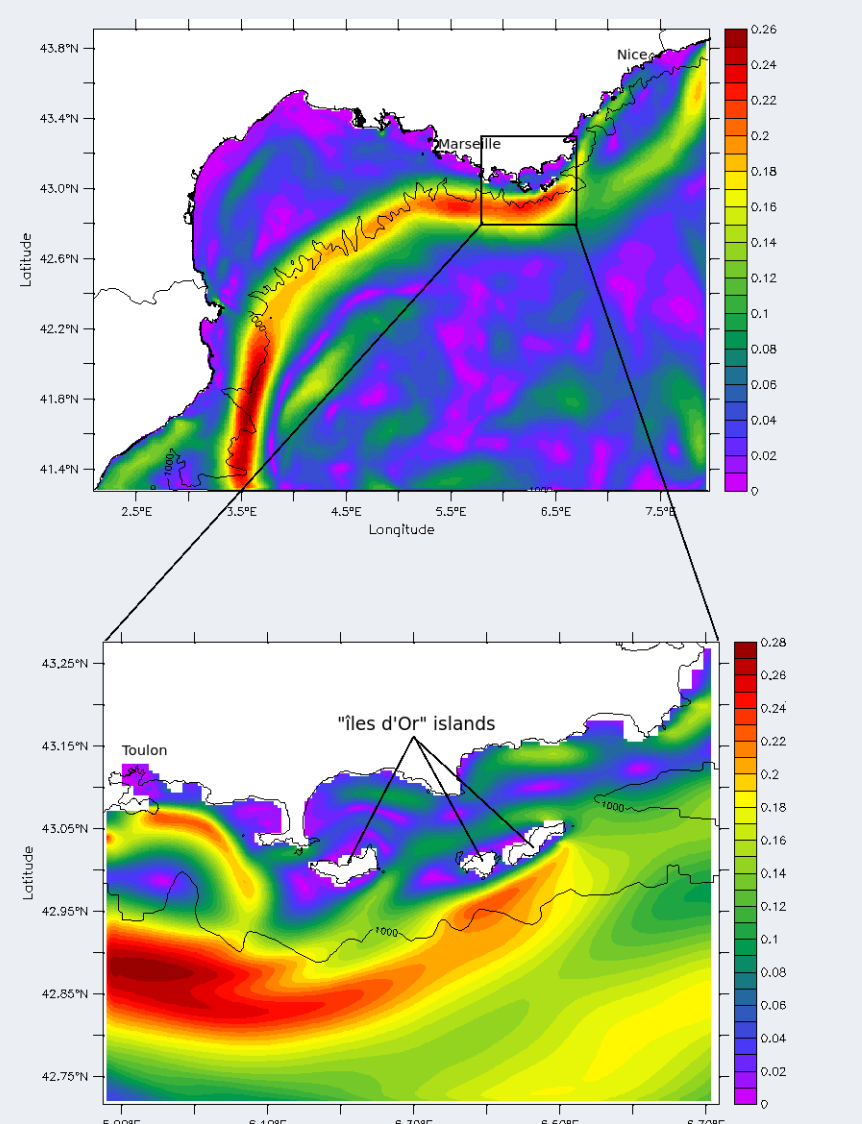 43.8°N
43.4°N
43.0°N
42.6°N
42.2°N
41.8°N
41.4°N
Latitude
Nice
Marseille
1000
1000
0
1000
2.5°E 3.5°E 4.5°E 5.5°E 6.5°E 7.5°E
Longitude
0.26
0.24
0.22
0.2
0.18
0.16
0.14
0.12
0.1
0.08
0.06
0.04
0.02
0
43.25°N
43.15°N
43.05°N
42.95°N
42.85°N
42.75°N
Latitude
"îles d'Or" islands
Toulon
1000
1000
0.28
0.26
0.24
0.22
0.2
0.18
0.16
0.14
0.12
0.1
0.08
0.06
0.04
0.02
0